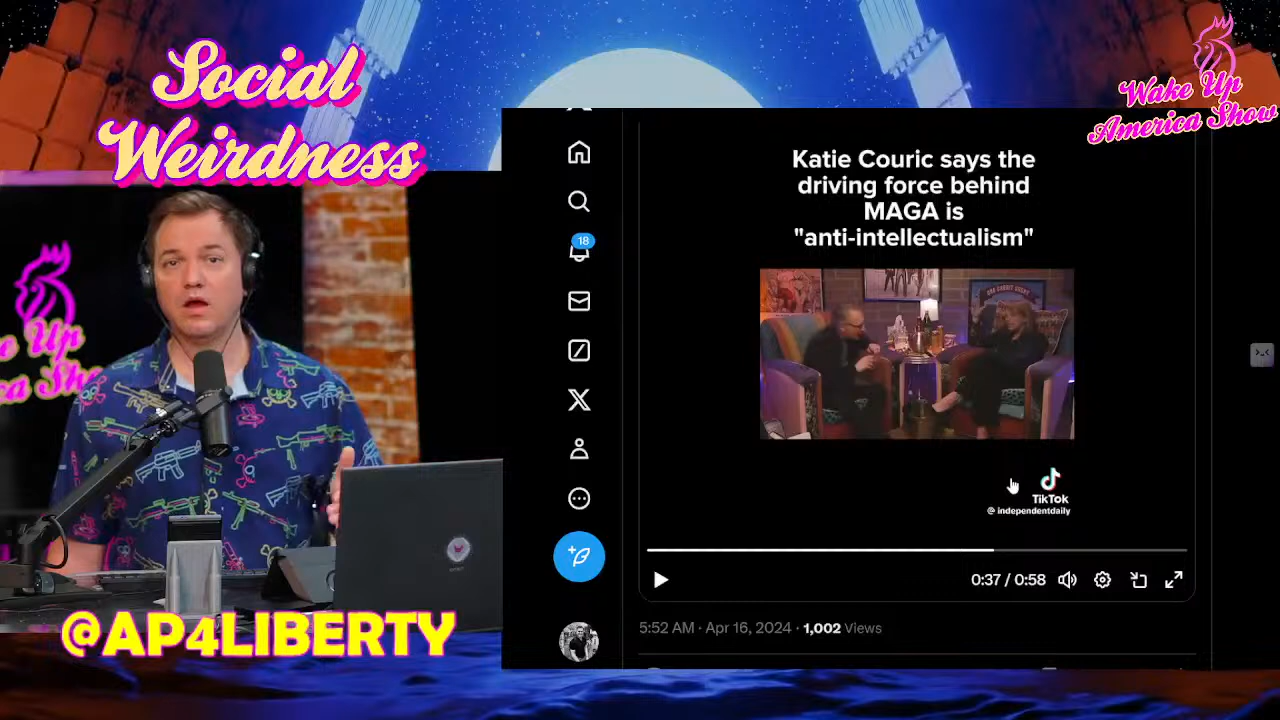 Social
Weirdness
Wake Up
America Show
Katie Couric says the
driving force behind
MAGA is
"anti-intellectualism"
18
TikTok
@independentdaily
0:37 / 0:58
5:52 AM · Apr 16, 2024 · 1,002 Views
@AP4LIBERTY